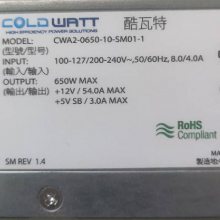 COLDWATT 酷瓦特
HIGH EFFICIENCY POWER SOLUTIONS
MODEL: CWA2-0650-10-SM01-1
(型號/型号)
INPUT: 100-127/200-240V~,50/60Hz, 8.0/4.0A
(輸入/输入)
OUTPUT: 650W MAX
(輸出/输出) +12V / 54.0A MAX
+5V SB / 3.0A MAX
RoHS
Compliant
SM REV 1.4
MA
製造地